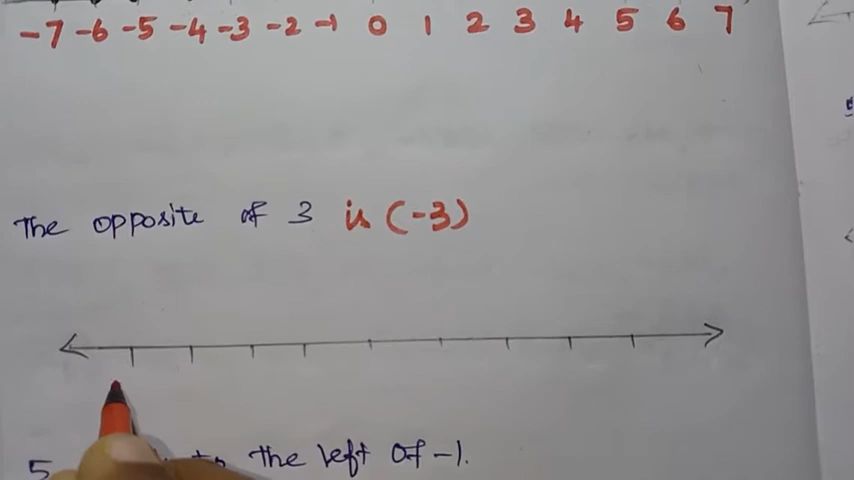 -7 -6 -5 -4 -3 -2 -1 0 1 2 3 4 5 6 7
The opposite of 3 is (-3)
5 to the left of -1.